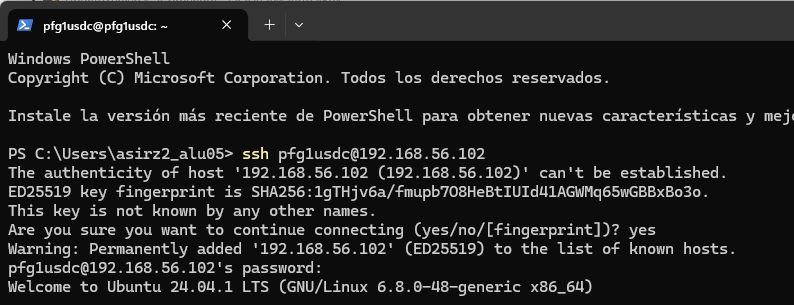 pfg1usdc@pfg1usdc: ~
Windows PowerShell
Copyright (C) Microsoft Corporation. Todos los derechos reservados.
Instale la versión más reciente de PowerShell para obtener nuevas características y mejo
PS C:\Users\asirz2_alu05> ssh pfg1usdc@192.168.56.102
The authenticity of host '192.168.56.102 (192.168.56.102)' can't be established.
ED25519 key fingerprint is SHA256:1gTHjv6a/fmupb7O8HeBtIUId41AGWMq65wGBBxBo3o.
This key is not known by any other names.
Are you sure you want to continue connecting (yes/no/[fingerprint])? yes
Warning: Permanently added '192.168.56.102' (ED25519) to the list of known hosts.
pfg1usdc@192.168.56.102's password:
Welcome to Ubuntu 24.04.1 LTS (GNU/Linux 6.8.0-48-generic x86_64)